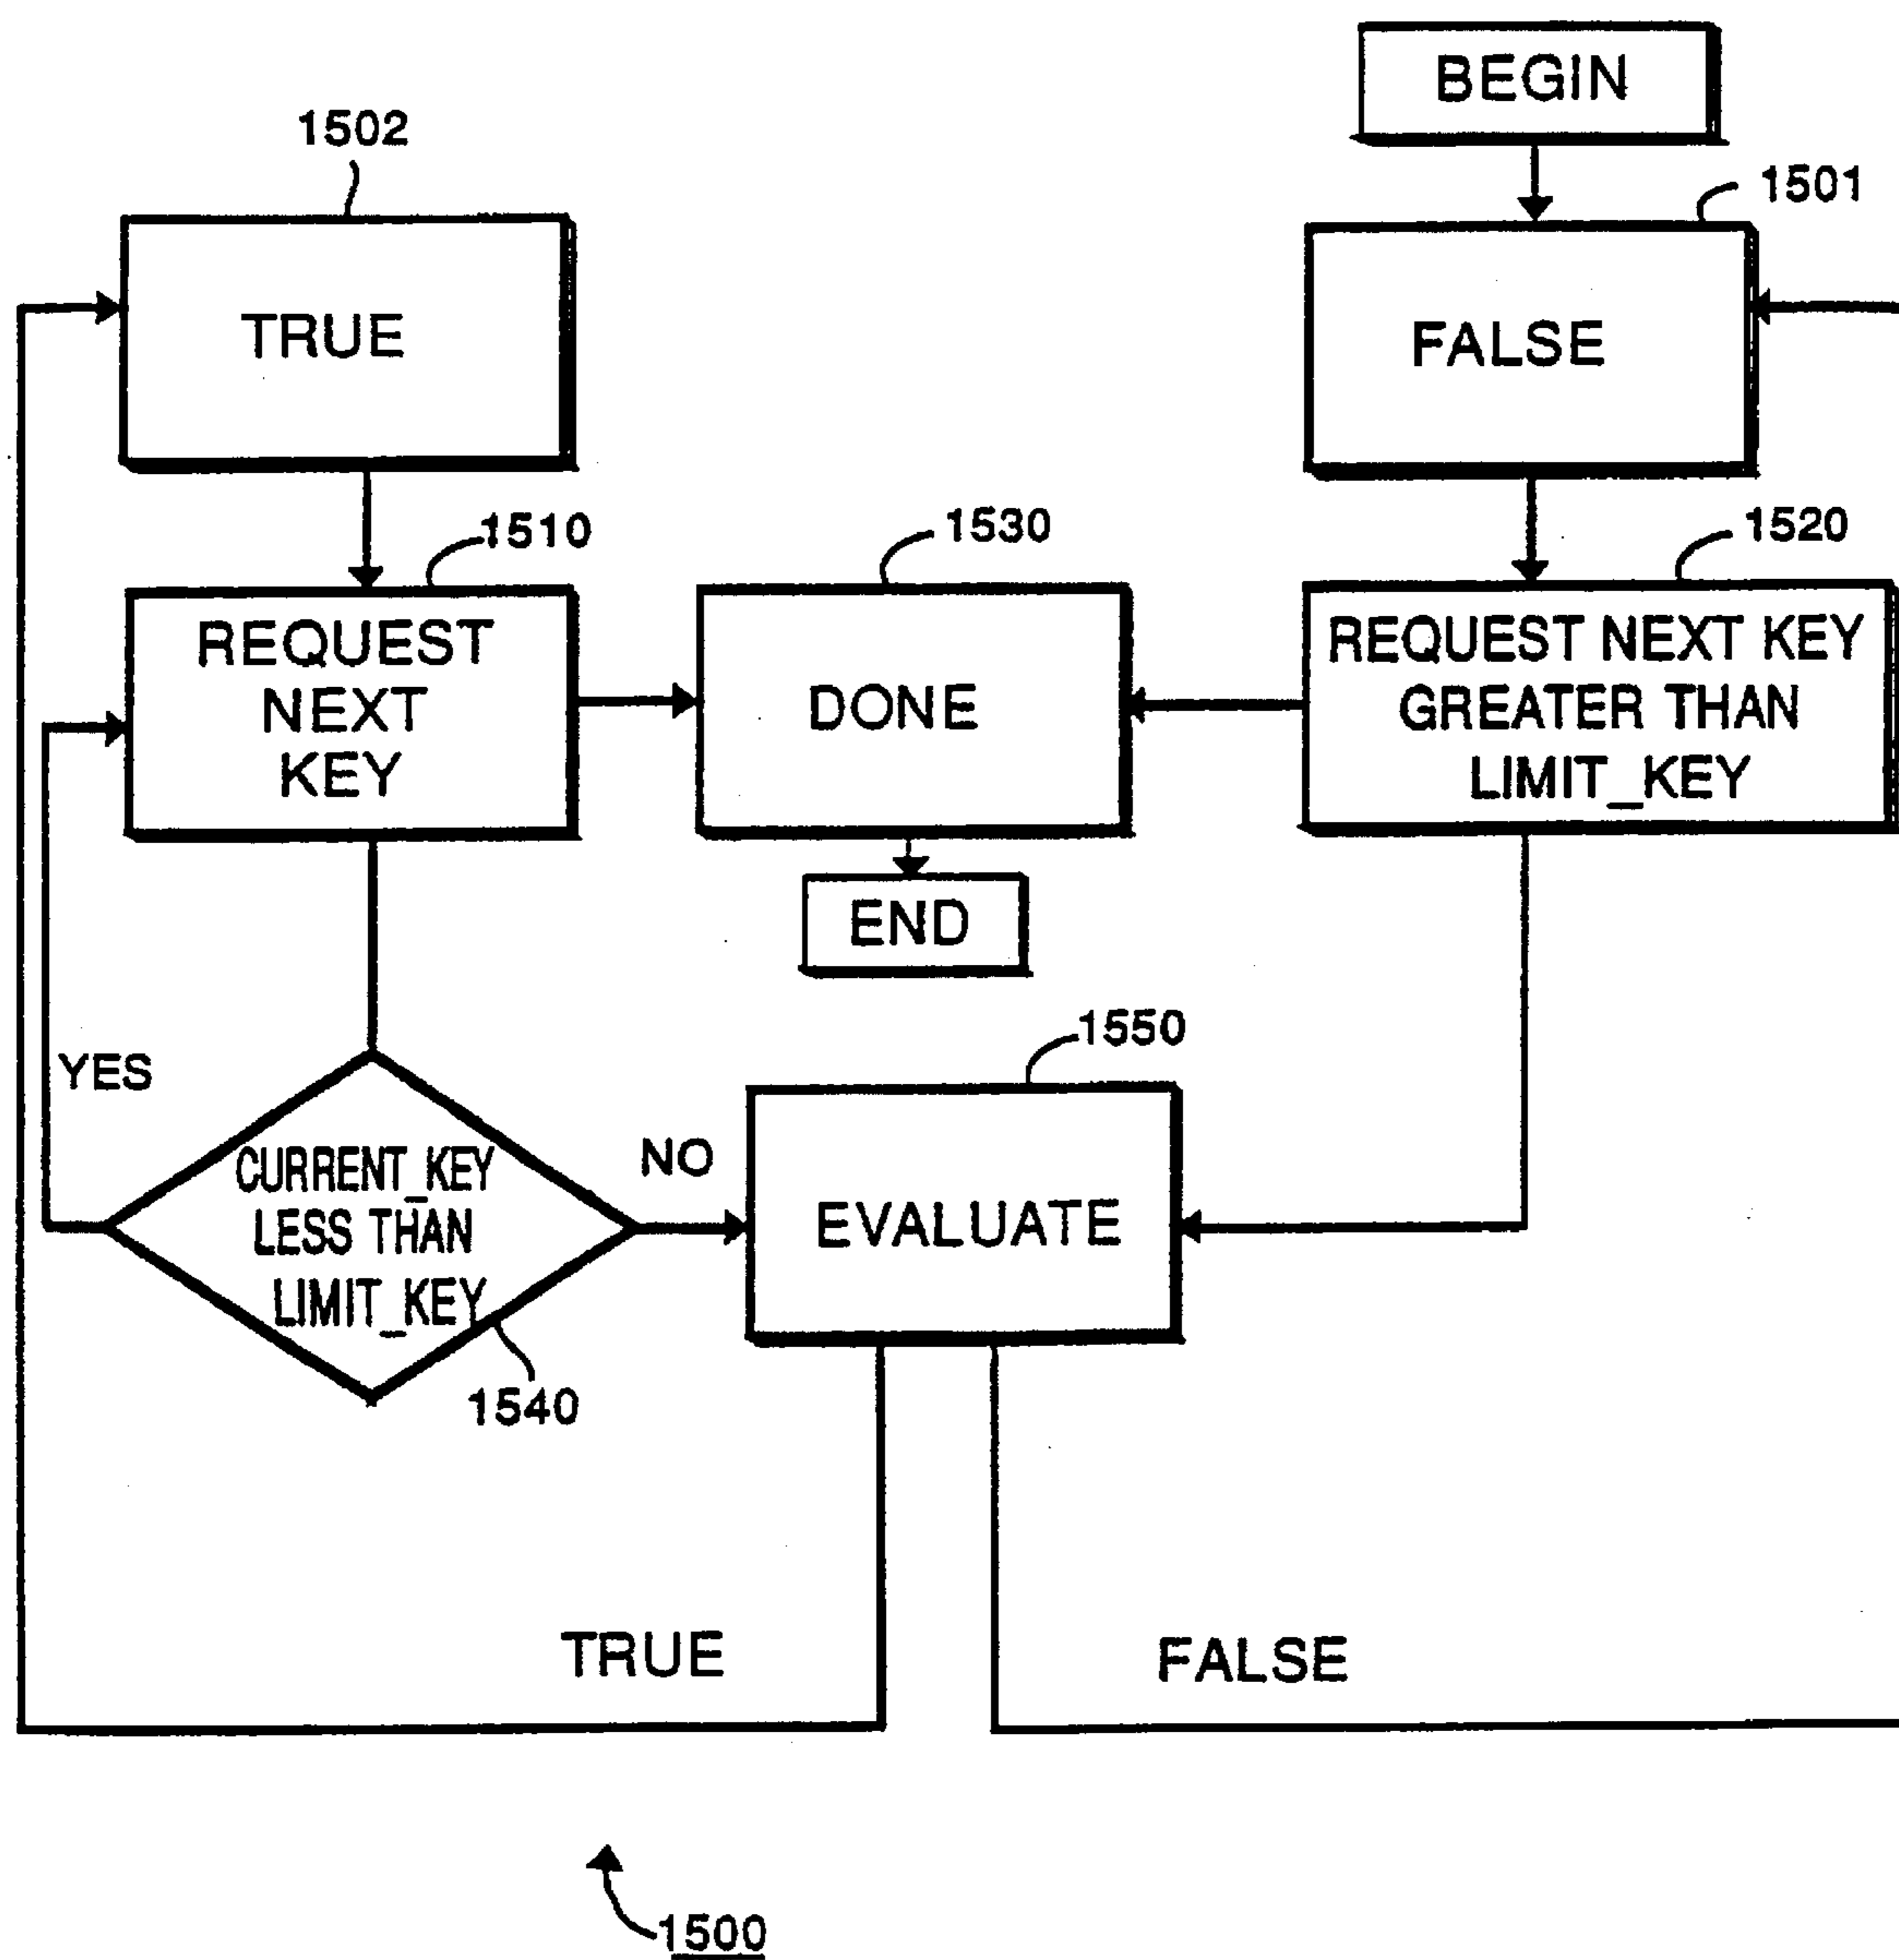 BEGIN
1502
1501
TRUE
FALSE
1510
1530
1520
REQUEST
NEXT
KEY
DONE
REQUEST NEXT KEY
GREATER THAN
LIMIT_KEY
END
1550
YES
CURRENT_KEY
LESS THAN
LIMIT_KEY
NO
EVALUATE
1540
TRUE
FALSE
1500